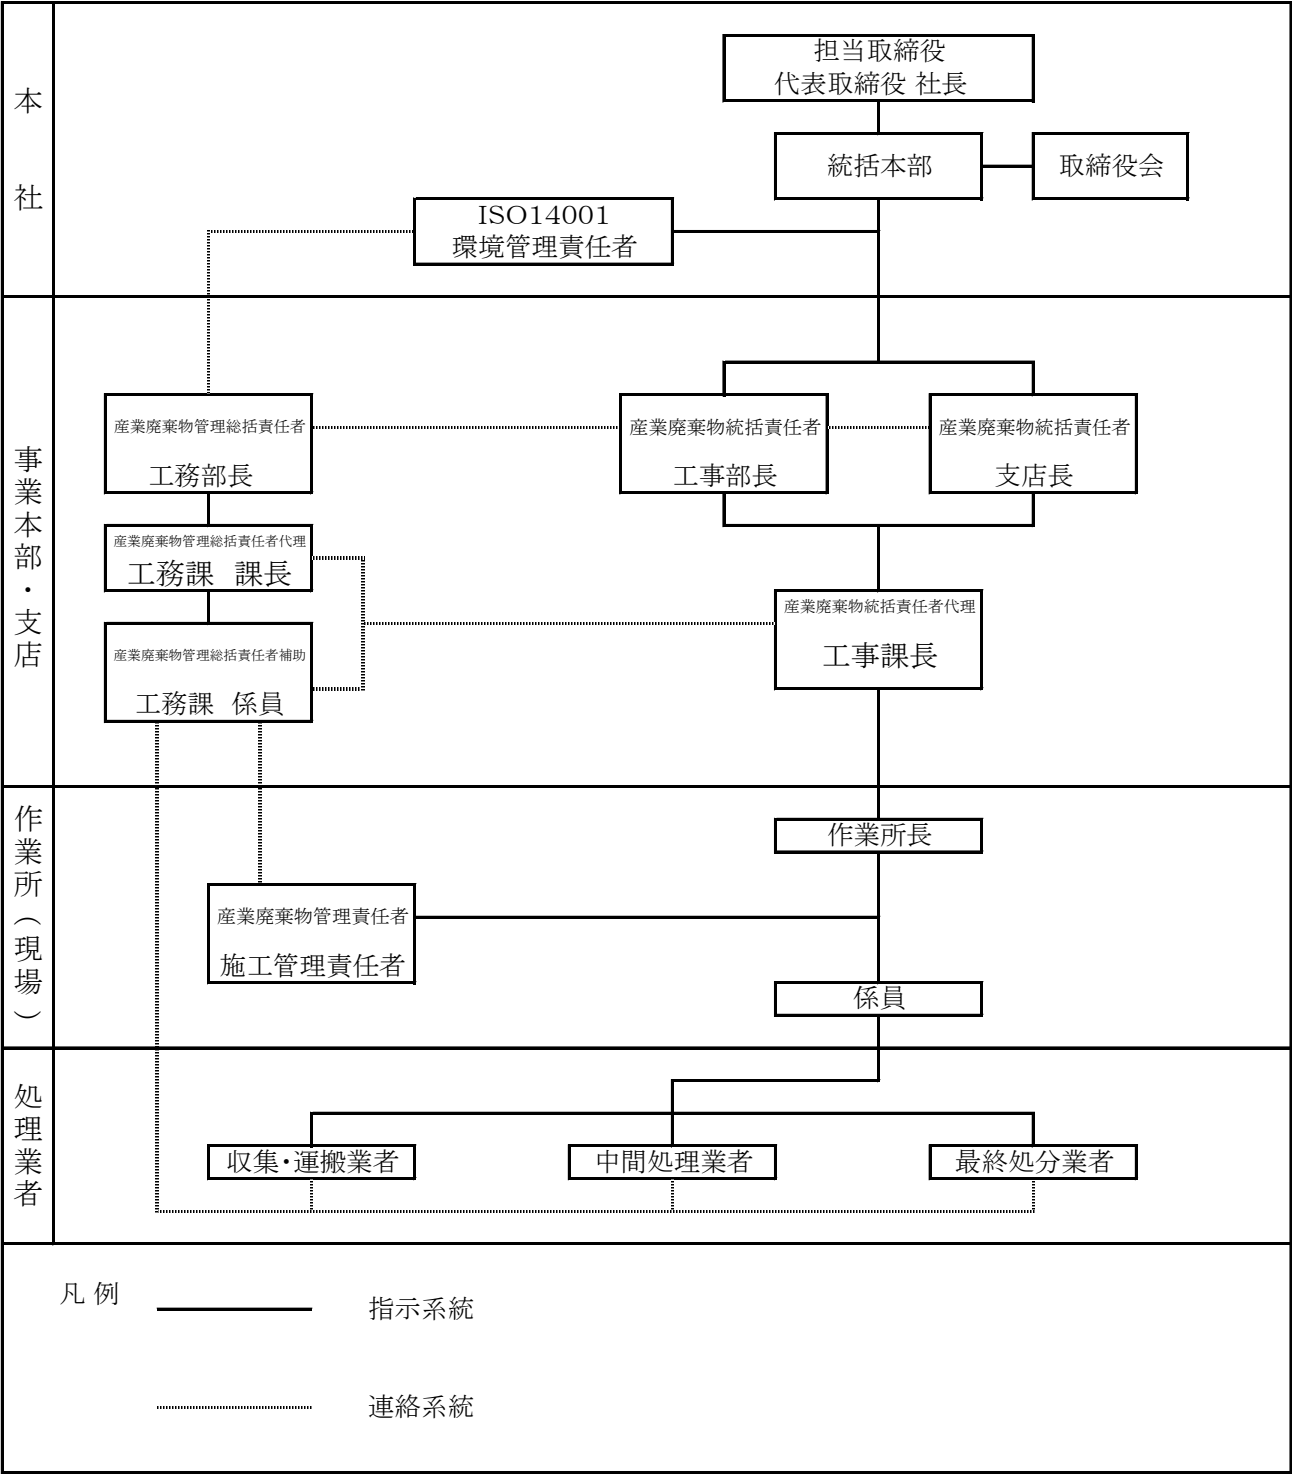 本社
担当取締役
代表取締役 社長
統括本部
取締役会
ISO14001
環境管理責任者
事業本部・支店
産業廃棄物管理総括責任者
工務部長
産業廃棄物統括責任者
工事部長
産業廃棄物統括責任者
支店長
産業廃棄物管理総括責任者代理
工務課 課長
産業廃棄物統括責任者代理
工事課長
産業廃棄物管理総括責任者補助
工務課 係員
作業所(現場)
作業所長
産業廃棄物管理責任者
施工管理責任者
係員
処理業者
収集・運搬業者
中間処理業者
最終処分業者
凡 例
指示系統
連絡系統